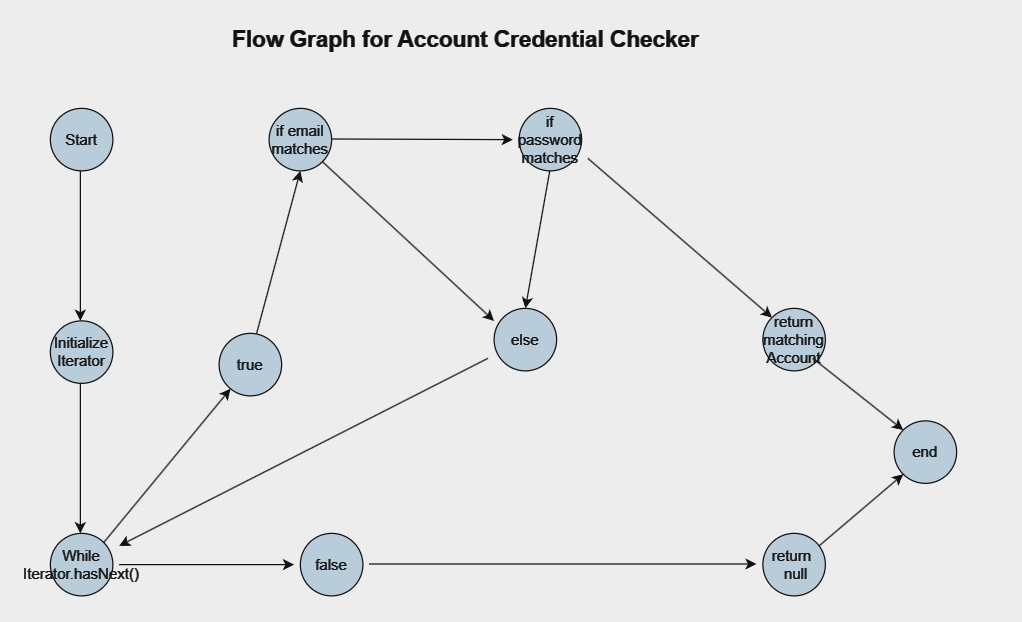 Flow Graph for Account Credential Checker
Start
if email
matches
if
password
matches
Initialize
Iterator
true
else
return
matching
Account
end
While
Iterator.hasNext()
false
return
null